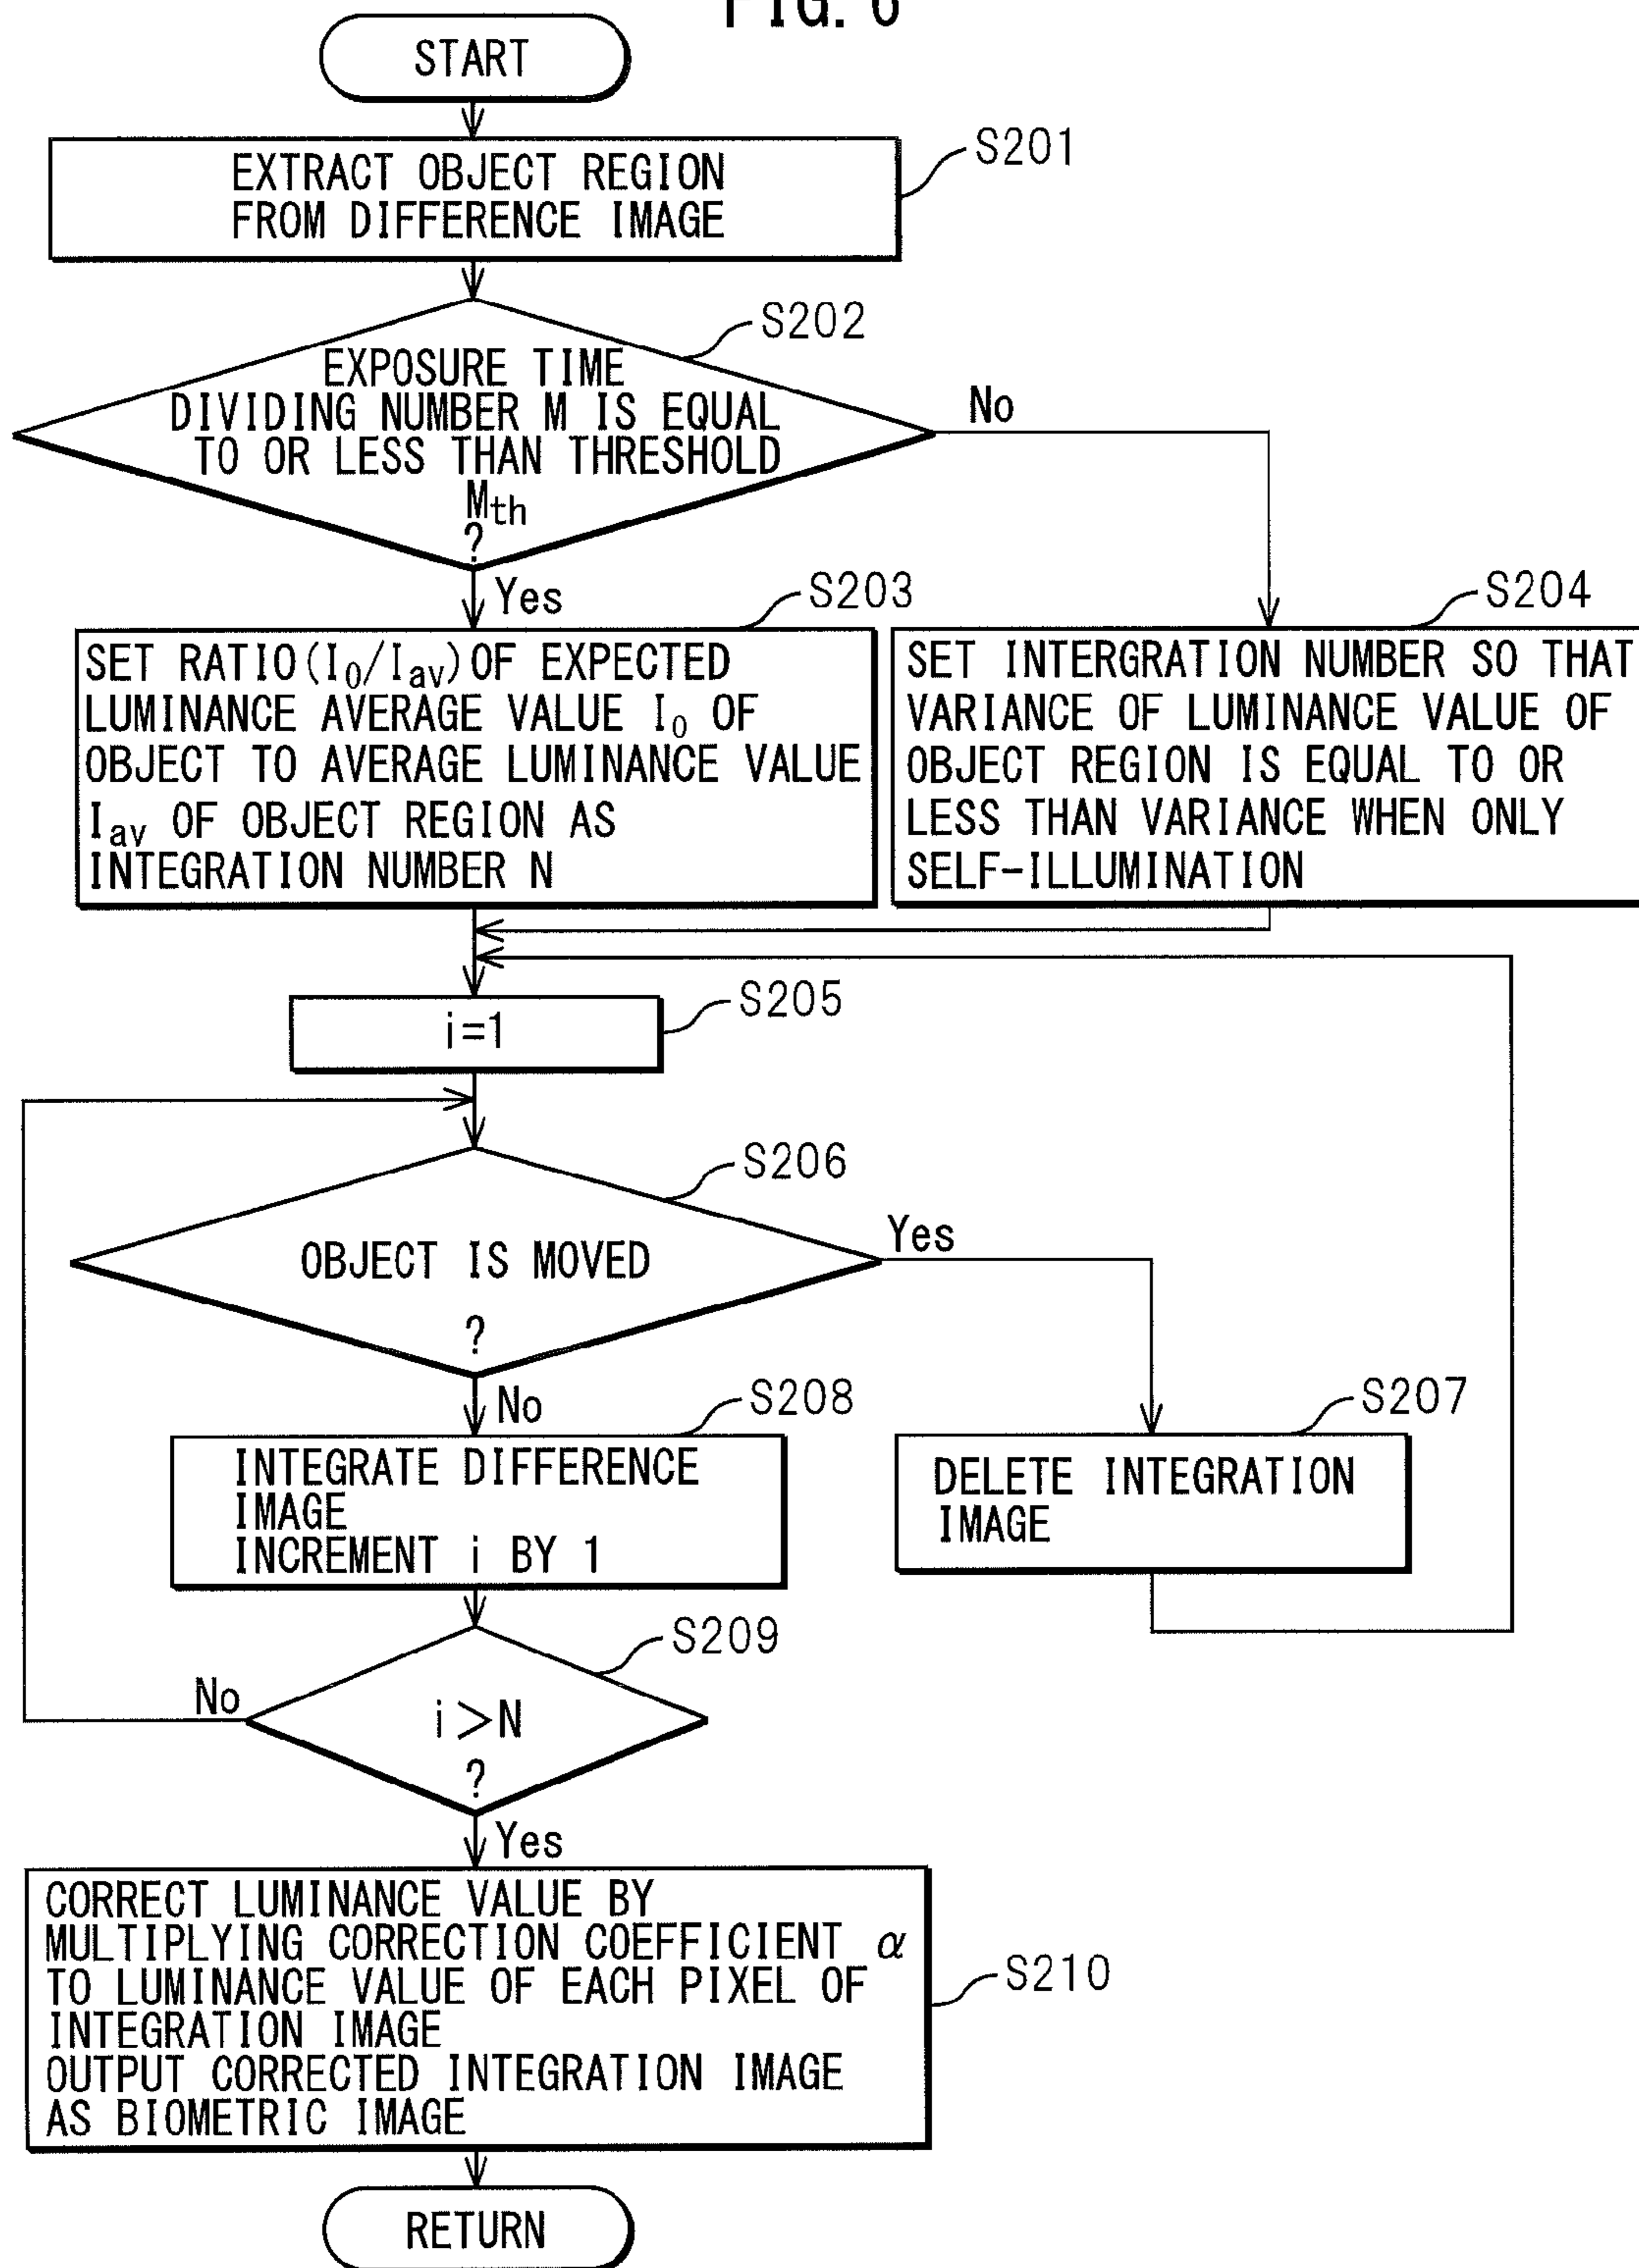 FIG. 6
START
S201
EXTRACT OBJECT REGION
FROM DIFFERENCE IMAGE
S202
EXPOSURE TIME
DIVIDING NUMBER M IS EQUAL
TO OR LESS THAN THRESHOLD
Mth
?
No
Yes
S203
SET RATIO(I0/Iav)OF EXPECTED
LUMINANCE AVERAGE VALUE I0 OF
OBJECT TO AVERAGE LUMINANCE VALUE
Iav OF OBJECT REGION AS
INTEGRATION NUMBER N
S204
SET INTERGRATION NUMBER SO THAT
VARIANCE OF LUMINANCE VALUE OF
OBJECT REGION IS EQUAL TO OR
LESS THAN VARIANCE WHEN ONLY
SELF-ILLUMINATION
S205
i=1
S206
OBJECT IS MOVED
?
Yes
No
S208
INTEGRATE DIFFERENCE
IMAGE
INCREMENT i BY 1
S207
DELETE INTEGRATION
IMAGE
S209
i>N
?
No
Yes
CORRECT LUMINANCE VALUE BY
MULTIPLYING CORRECTION COEFFICIENT α
TO LUMINANCE VALUE OF EACH PIXEL OF
INTEGRATION IMAGE
OUTPUT CORRECTED INTEGRATION IMAGE
AS BIOMETRIC IMAGE
S210
RETURN